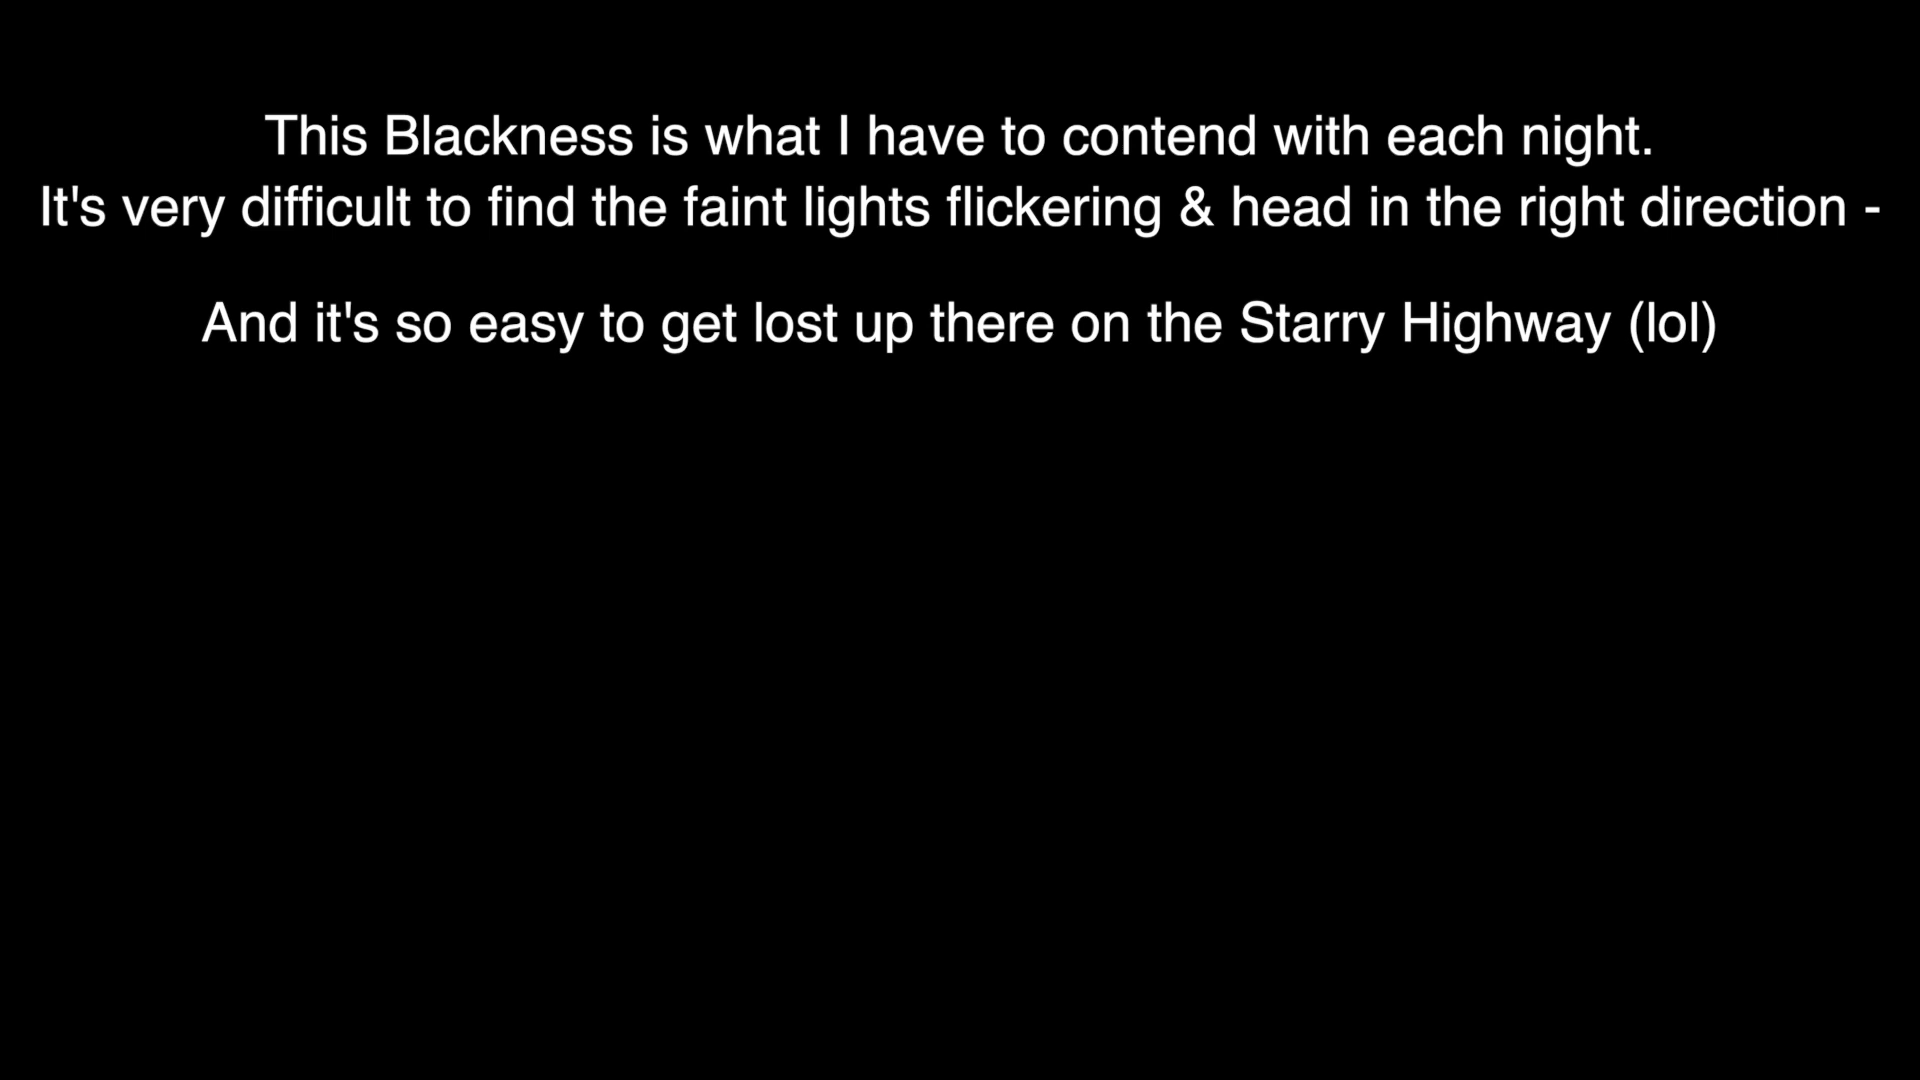 This Blackness is what I have to contend with each night.
It's very difficult to find the faint lights flickering & head in the right direction -
And it's so easy to get lost up there on the Starry Highway (lol)